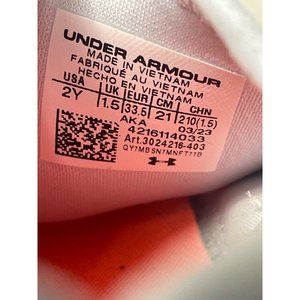 UNDER ARMOUR
MADE IN VIETNAM
FABRIQUÉ AU VIETNAM
HECHO EN VIETNAM
USA UK EUR CM CHN
2Y 1.5 33.5 21 210(1.5)
AKA 03/23
4216114033
Art.3024216-403